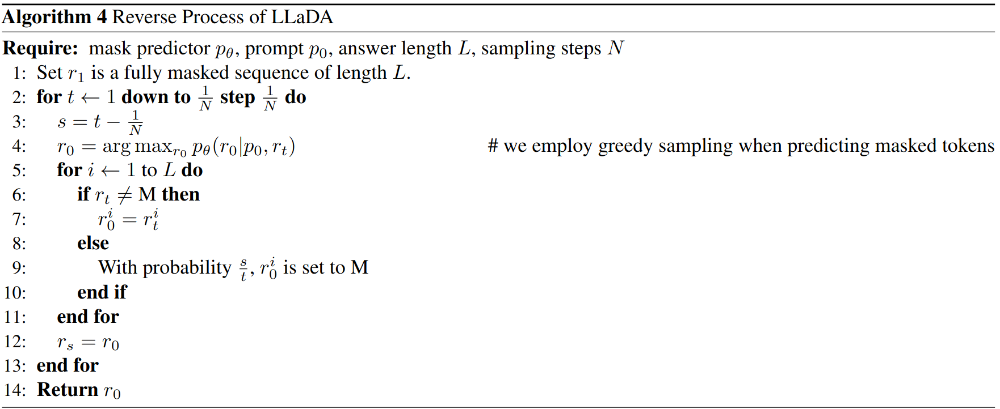 Algorithm 4 Reverse Process of LLaDA
Require: mask predictor $p_\theta$, prompt $p_0$, answer length $L$, sampling steps $N$
1: Set $r_1$ is a fully masked sequence of length $L$.
2: for $t \leftarrow 1$ down to $\frac{1}{N}$ step $\frac{1}{N}$ do
3: $s = t - \frac{1}{N}$
4: $r_0 = \arg\max_{r_0} p_\theta(r_0|p_0, r_t)$ # we employ greedy sampling when predicting masked tokens
5: for $i \leftarrow 1$ to $L$ do
6: if $r_t \neq$ M then
7: $r_0^i = r_t^i$
8: else
9: With probability $\frac{s}{t}$, $r_0^i$ is set to M
10: end if
11: end for
12: $r_s = r_0$
13: end for
14: Return $r_0$